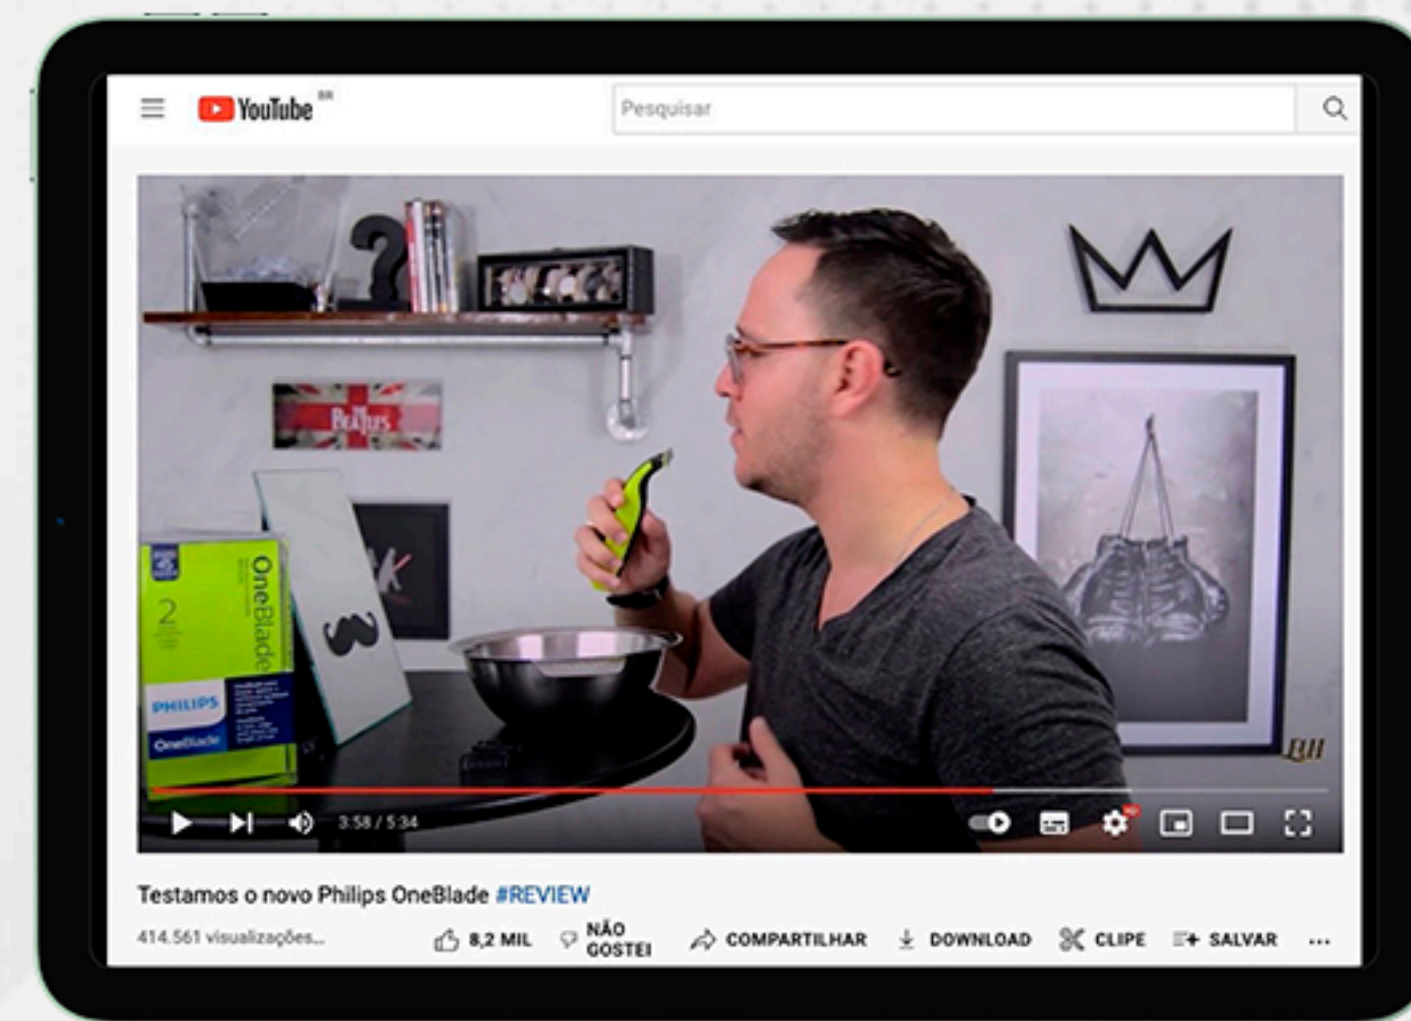 YouTube BR
Pesquisar
THE
BEATLES
OneBlade
2
PHILIPS
OneBlade
BH
3:58 / 5:34
Testamos o novo Philips OneBlade #REVIEW
414.561 visualizações...
8,2 MIL
NÃO
GOSTEI
COMPARTILHAR
DOWNLOAD
CLIPE
SALVAR